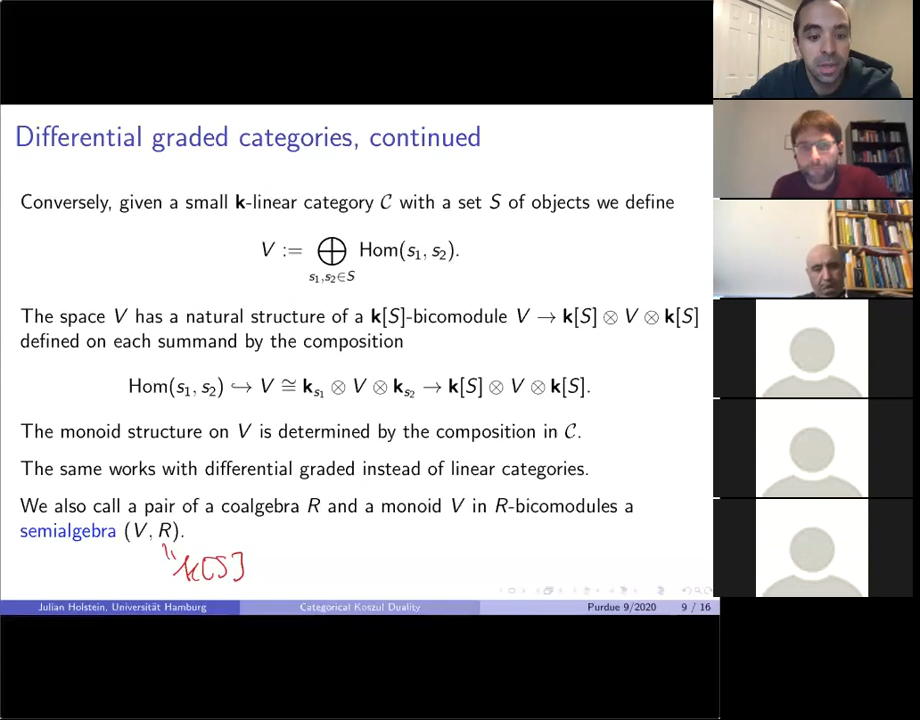 Differential graded categories, continued
Conversely, given a small k-linear category 𝒞 with a set S of objects we define
V := ⨁ Hom(s₁, s₂).
s₁,s₂∈S
The space V has a natural structure of a k[S]-bicomodule V → k[S] ⊗ V ⊗ k[S]
defined on each summand by the composition
Hom(s₁, s₂) ↪ V ≅ kₛ₁ ⊗ V ⊗ kₛ₂ → k[S] ⊗ V ⊗ k[S].
The monoid structure on V is determined by the composition in 𝒞.
The same works with differential graded instead of linear categories.
We also call a pair of a coalgebra R and a monoid V in R-bicomodules a
semialgebra (V, R).
k[S]
Julian Holstein, Universität Hamburg Categorical Koszul Duality Purdue 9/2020 9 / 16